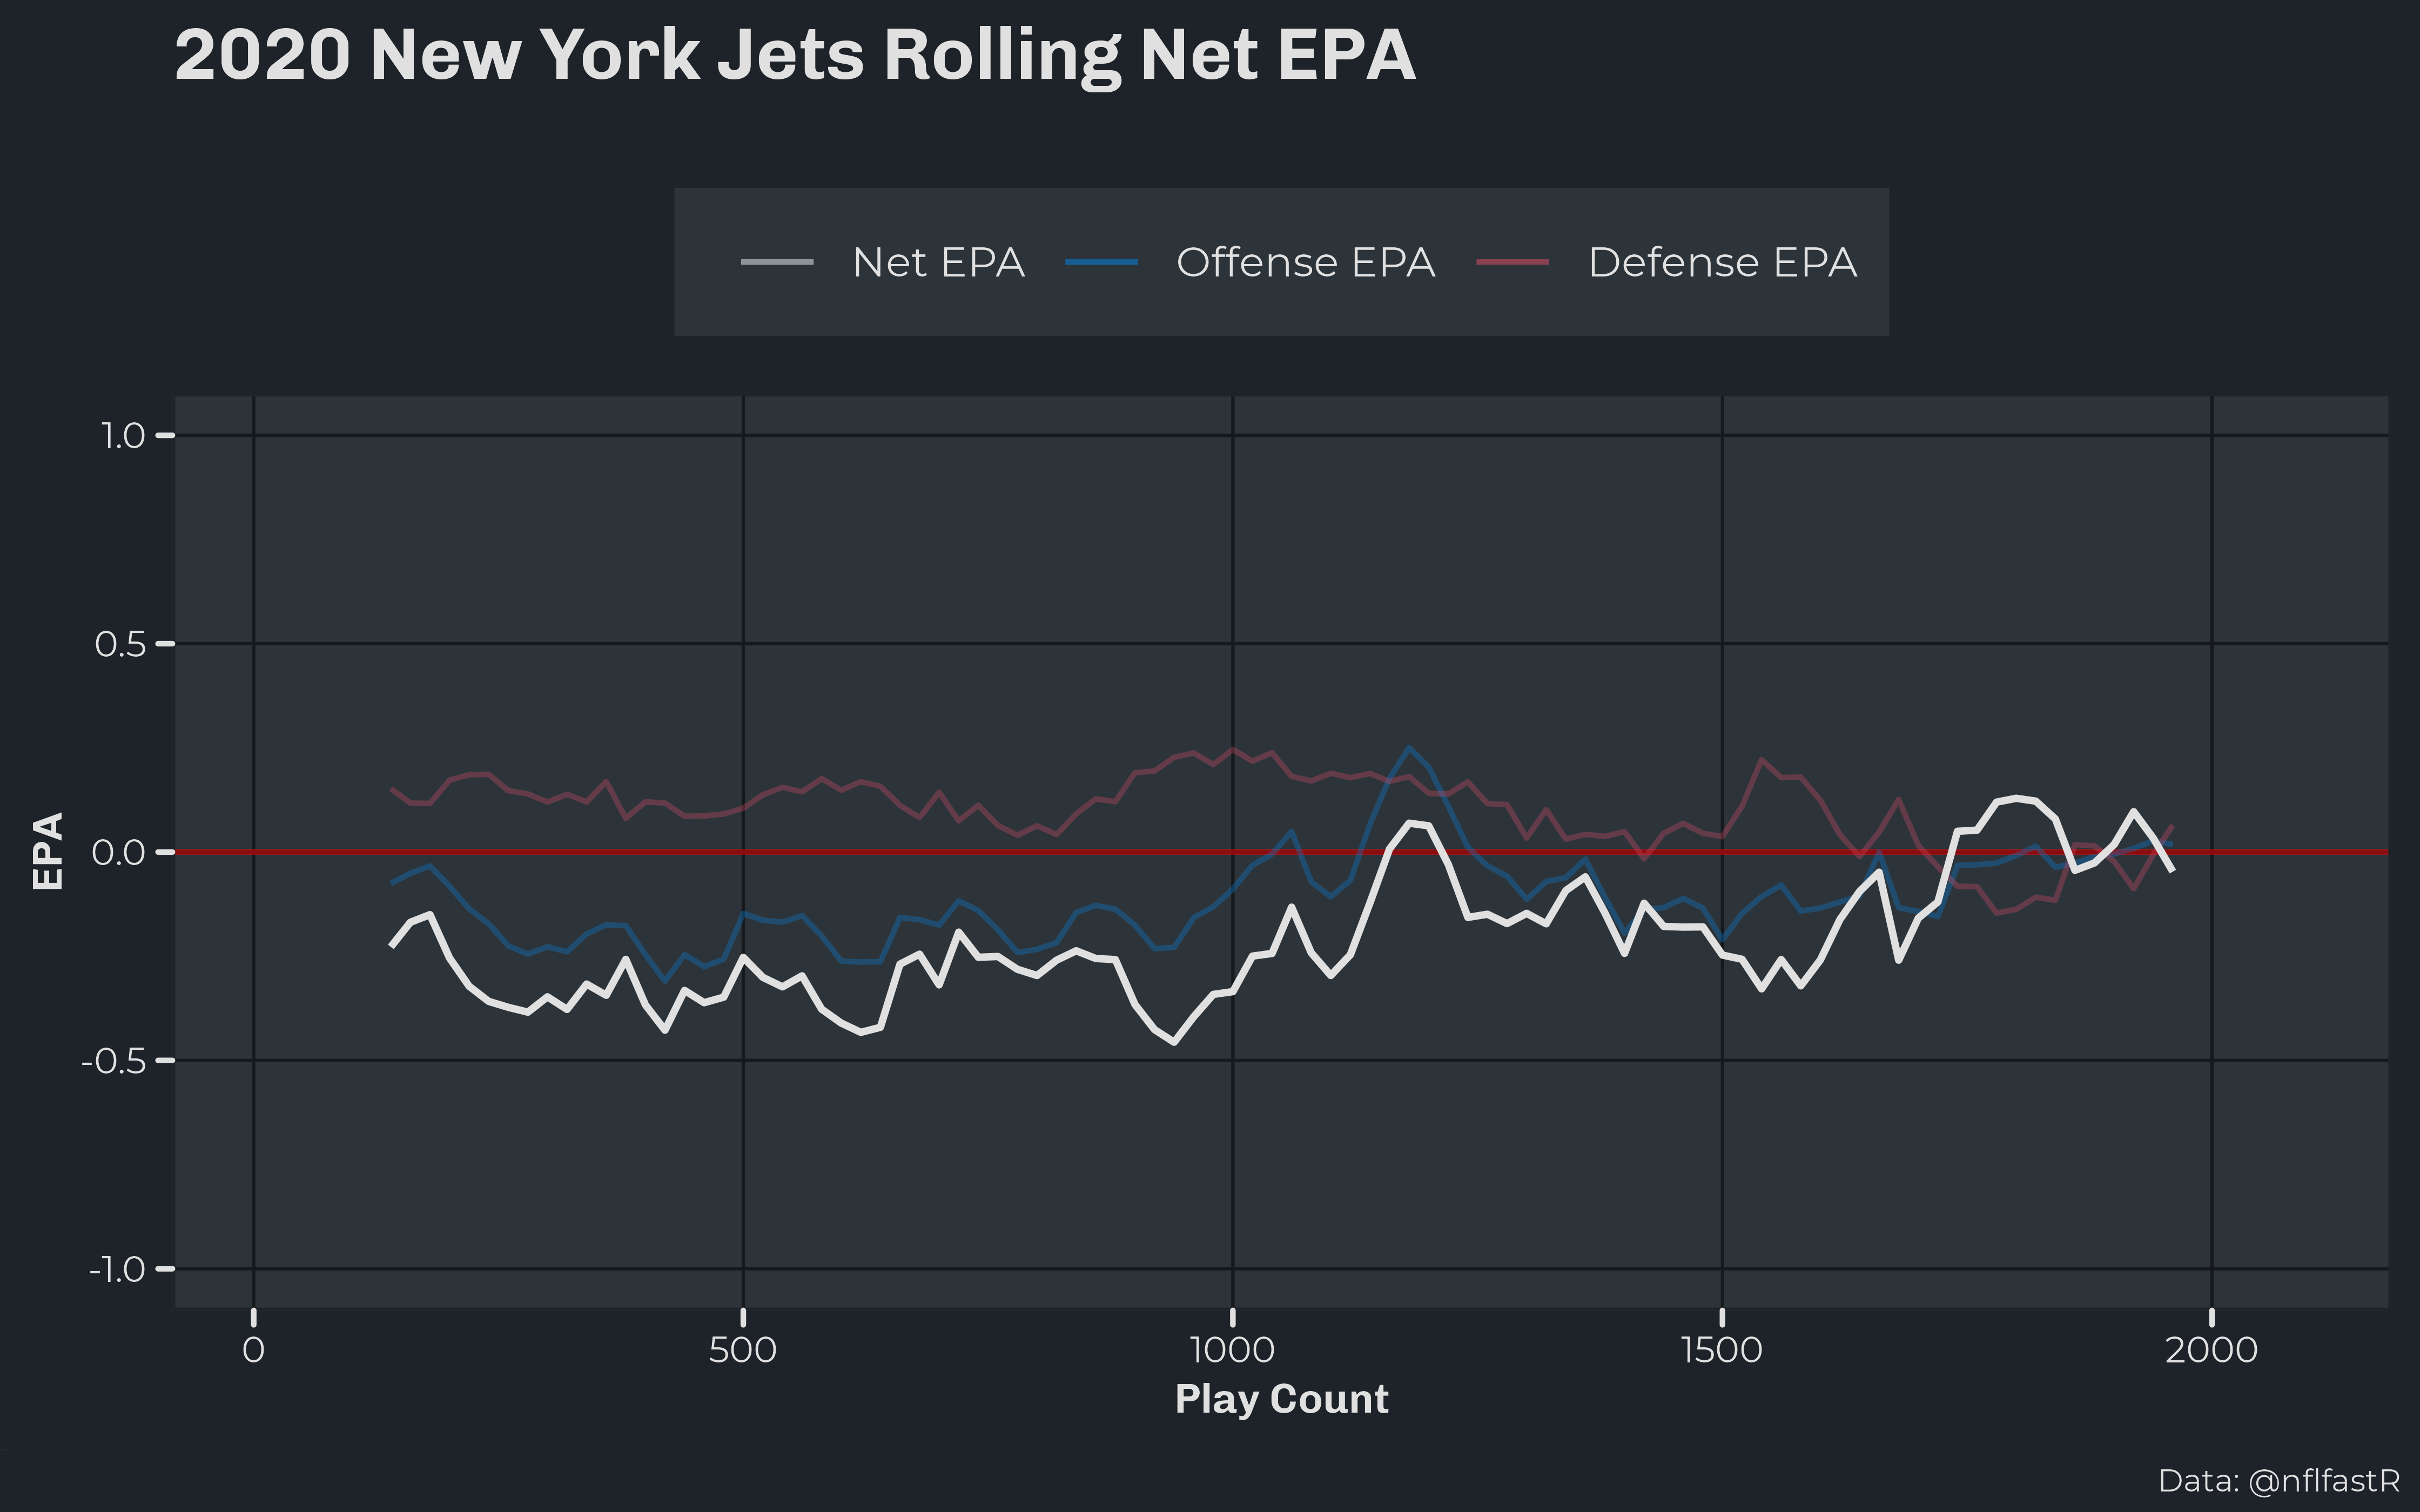 2020 New York Jets Rolling Net EPA
Net EPA Offense EPA Defense EPA
1.0
0.5
0.0
-0.5
-1.0
EPA
0 500 1000 1500 2000
Play Count
Data: @nflfastR